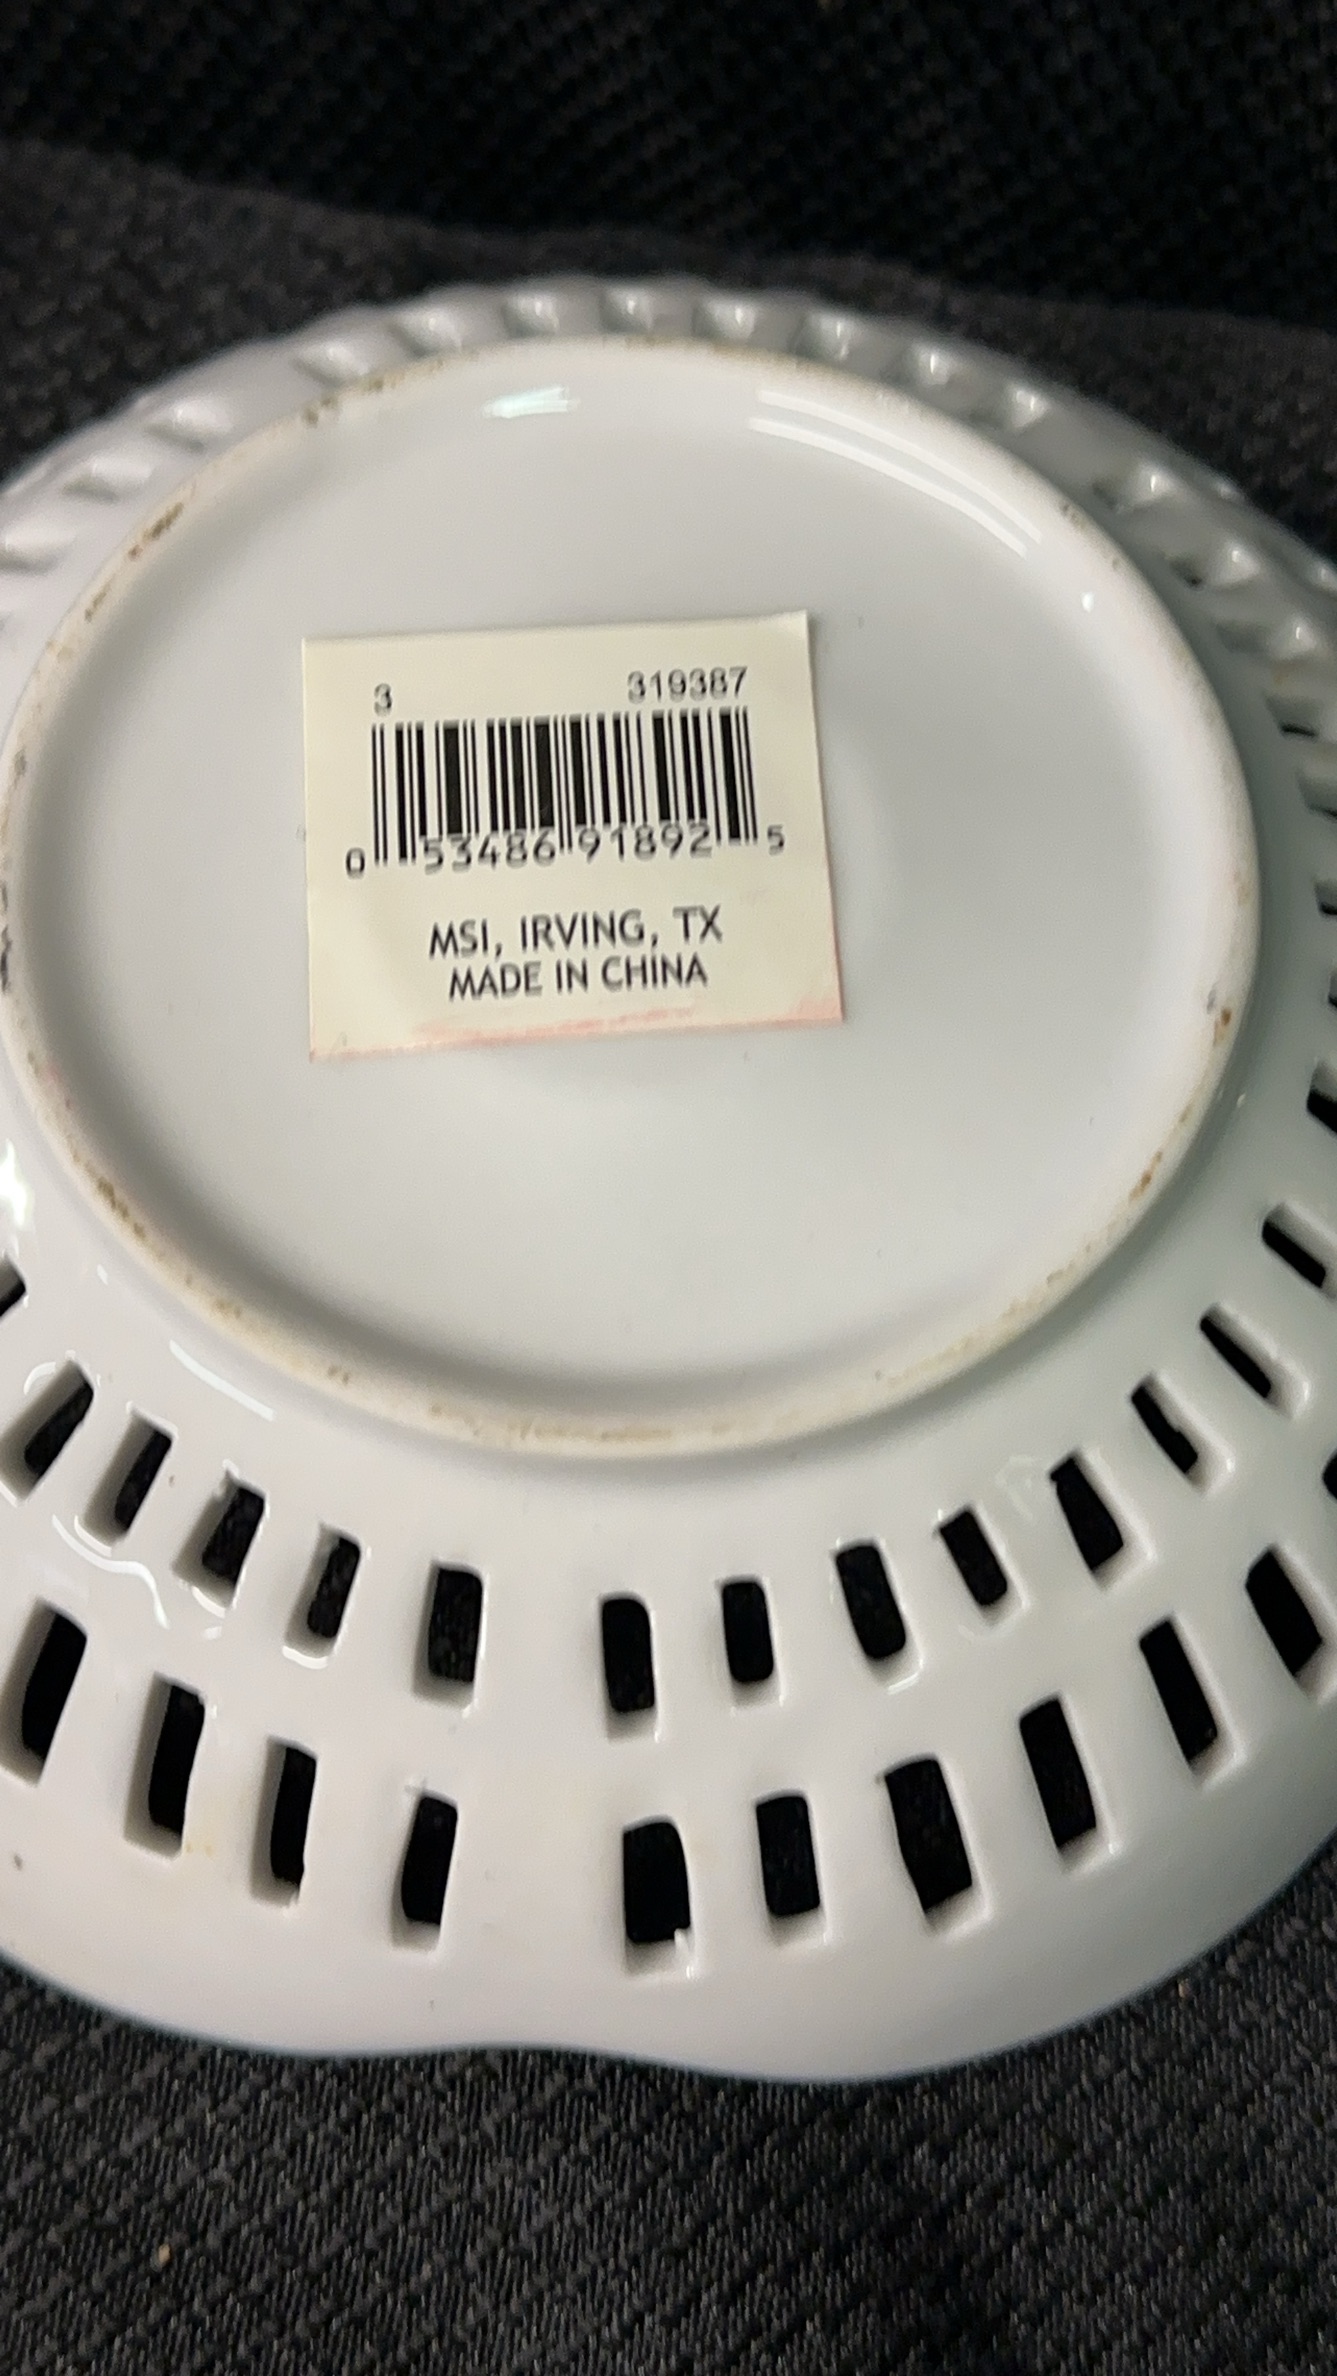 3 319387
0 53486 91892 5
MSI, IRVING, TX
MADE IN CHINA